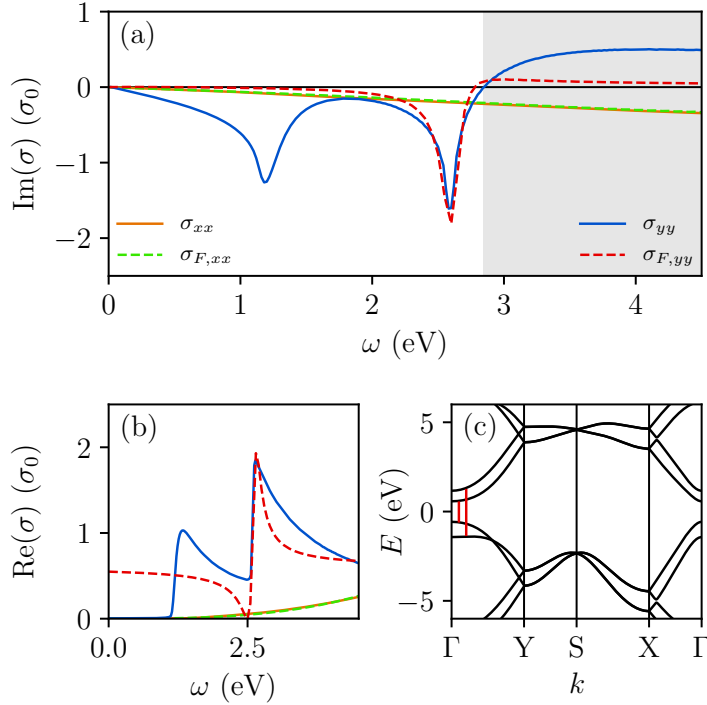 1
(a)
0
−1
−2
Im(σ) (σ₀)
σxx
σF,xx
σyy
σF,yy
0 1 2 3 4
ω (eV)
(b)
2
1
0
Re(σ) (σ₀)
0.0 2.5
ω (eV)
(c)
5
0
−5
E (eV)
Γ Y S X Γ
k